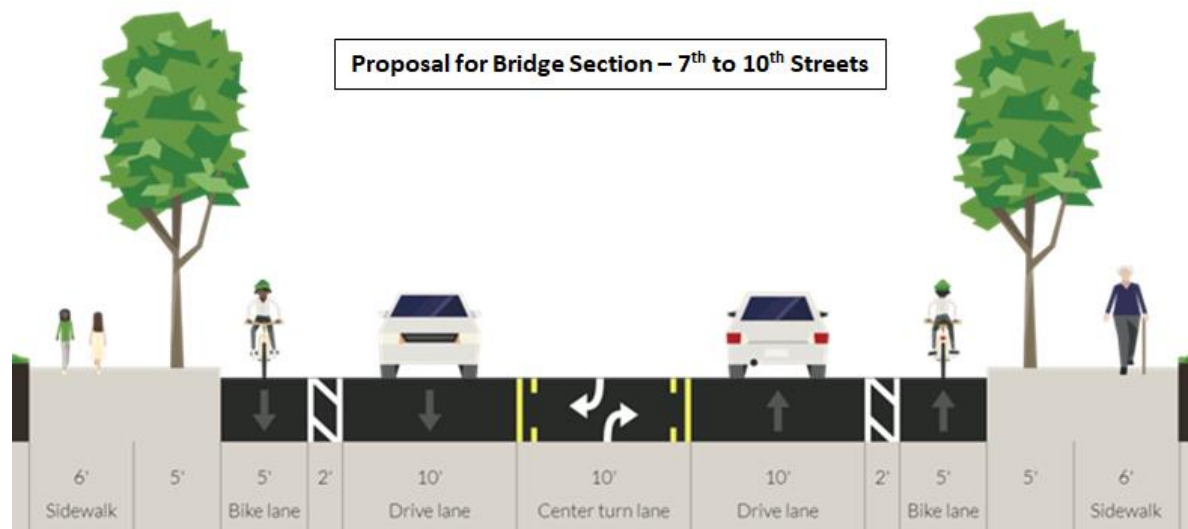 Proposal for Bridge Section – 7th to 10th Streets
6' 5' 5' 2' 10' 10' 10' 2' 5' 5' 6'
Sidewalk Bike lane Drive lane Center turn lane Drive lane Bike lane Sidewalk